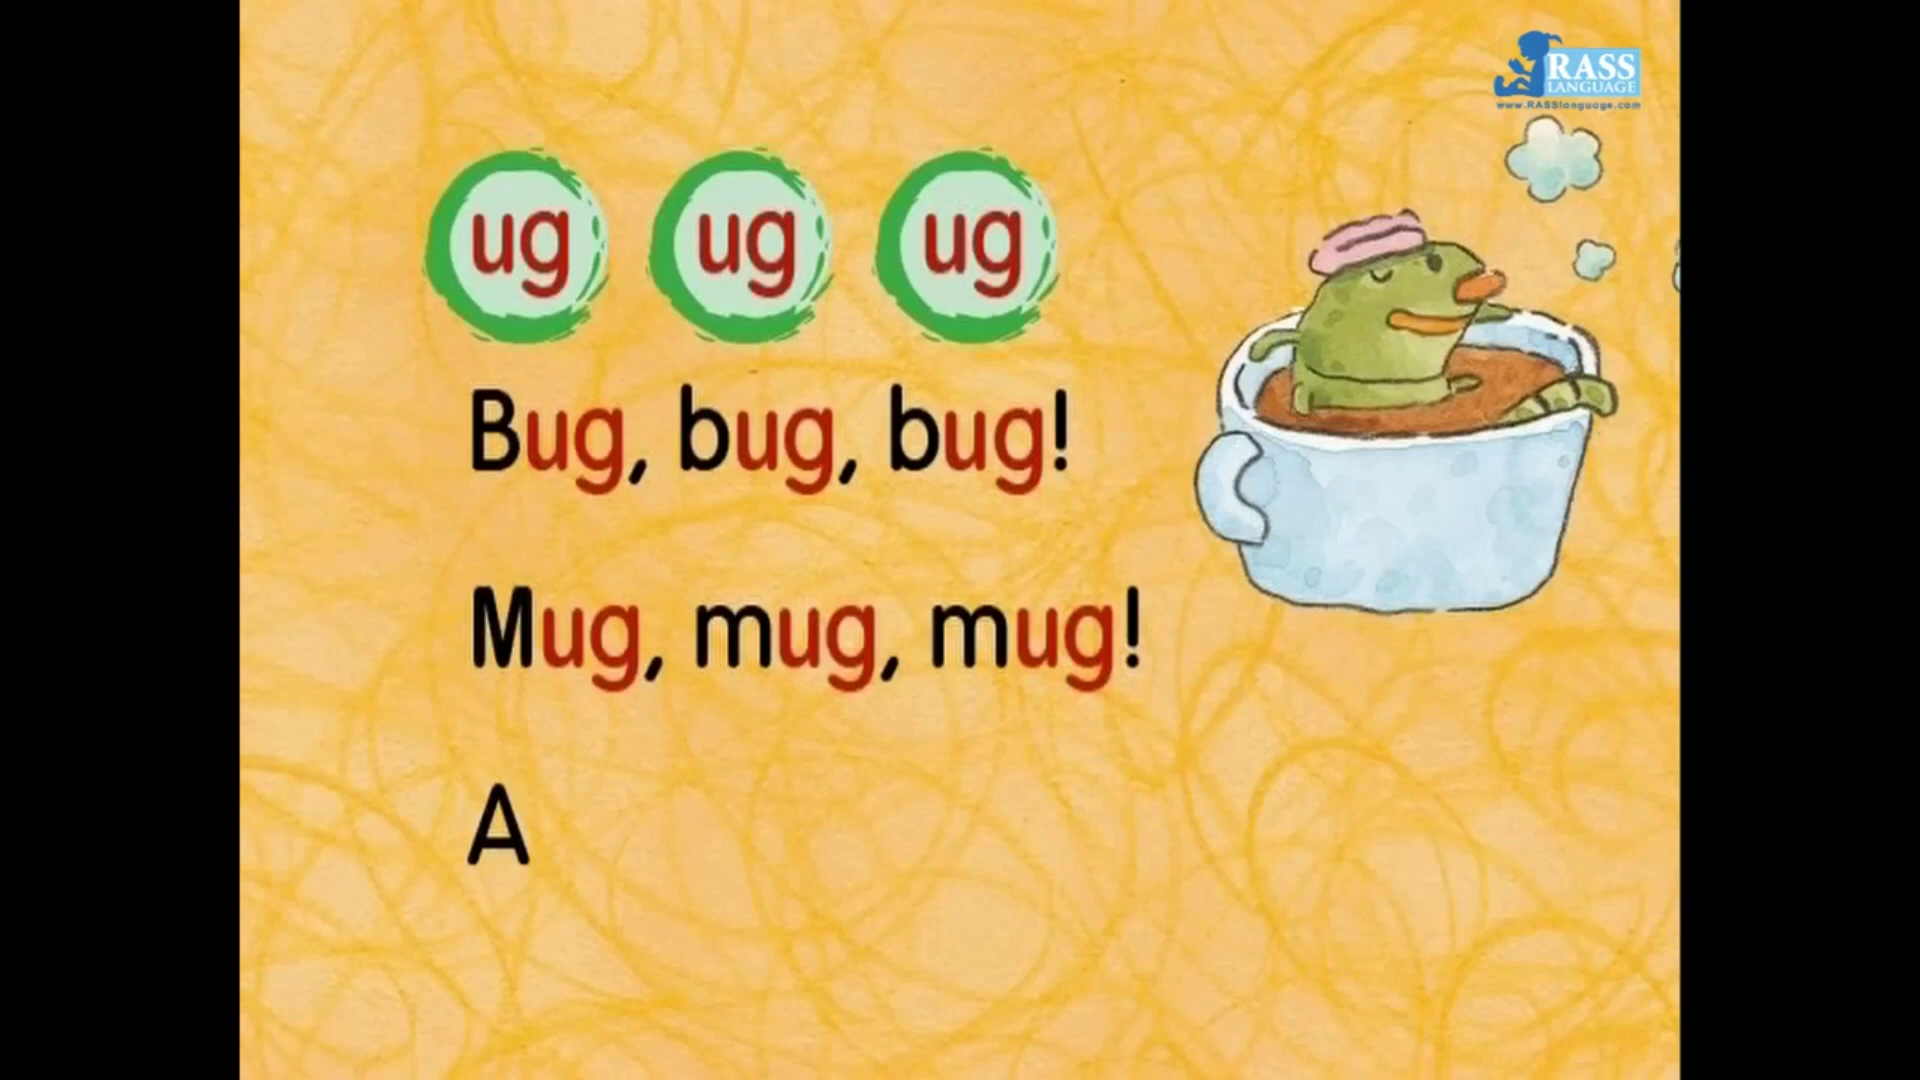 RASS
LANGUAGE
www.RASSlanguage.com
ug ug ug
Bug, bug, bug!
Mug, mug, mug!
A